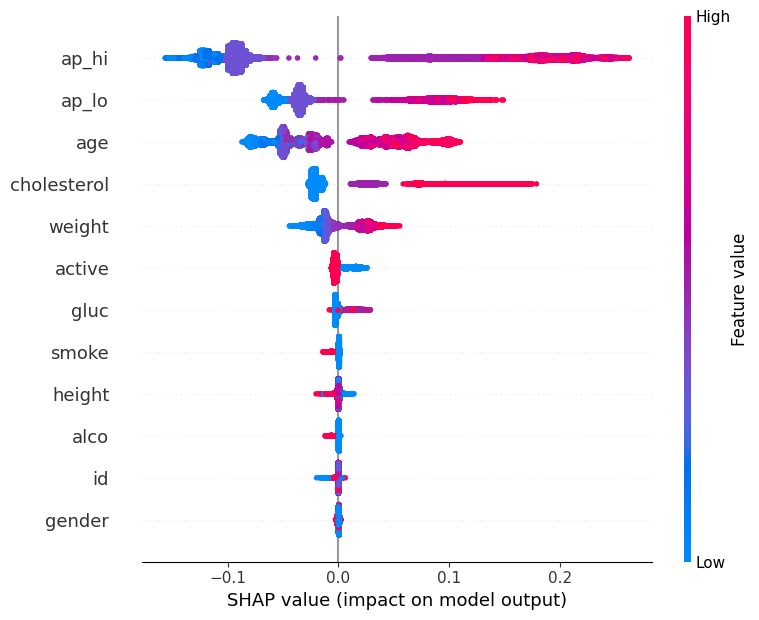 High
ap_hi
ap_lo
age
cholesterol
weight
active
gluc
smoke
height
alco
id
gender
Feature value
Low
−0.1 0.0 0.1 0.2
SHAP value (impact on model output)